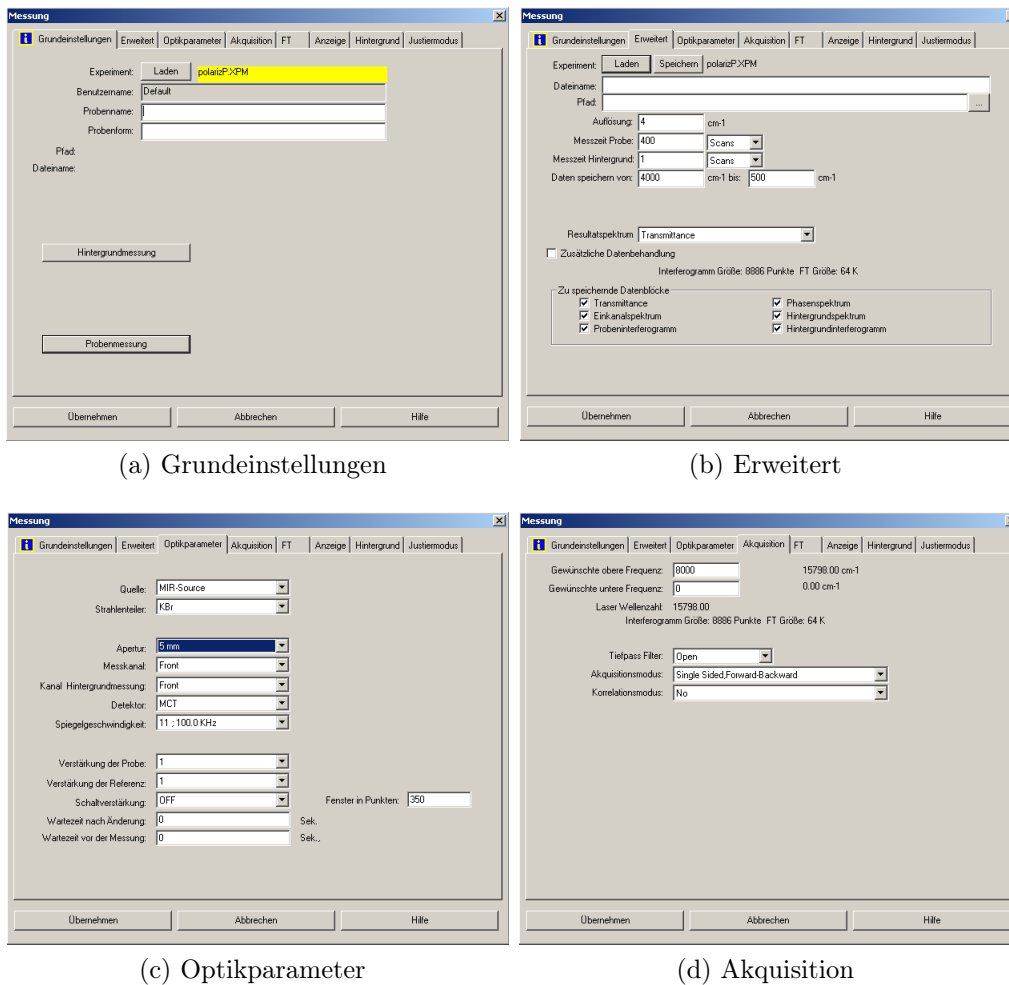 Messung
Grundeinstellungen Erweitert Optikparameter Akquisition FT Anzeige Hintergrund Justiermodus
Experiment: Laden polarizP.XPM
Benutzername: Default
Probenname:
Probenform:
Pfad:
Dateiname:
Hintergrundmessung
Probenmessung
Übernehmen Abbrechen Hilfe
(a) Grundeinstellungen
Messung
Grundeinstellungen Erweitert Optikparameter Akquisition FT Anzeige Hintergrund Justiermodus
Experiment: Laden Speichern polarizP.XPM
Dateiname:
Pfad: ...
Auflösung: 4 cm-1
Messzeit Probe: 400 Scans
Messzeit Hintergrund: 1 Scans
Daten speichern von: 4000 cm-1 bis: 500 cm-1
Resultatspektrum Transmittance
Zusätzliche Datenbehandlung
Interferogramm Größe: 8886 Punkte FT Größe: 64 K
Zu speichernde Datenblöcke
Transmittance Phasenspektrum
Einkanalspektrum Hintergrundspektrum
Probeninterferogramm Hintergrundinterferogramm
Übernehmen Abbrechen Hilfe
(b) Erweitert
Messung
Grundeinstellungen Erweitert Optikparameter Akquisition FT Anzeige Hintergrund Justiermodus
Quelle: MIR-Source
Strahlenteiler: KBr
Apertur: 5 mm
Messkanal: Front
Kanal Hintergrundmessung: Front
Detektor: MCT
Spiegelgeschwindigkeit: 11 ; 100.0 KHz
Verstärkung der Probe: 1
Verstärkung der Referenz: 1
Schaltverstärkung: OFF Fenster in Punkten: 350
Wartezeit nach Änderung: 0 Sek.
Wartezeit vor der Messung: 0 Sek.,
Übernehmen Abbrechen Hilfe
(c) Optikparameter
Messung
Grundeinstellungen Erweitert Optikparameter Akquisition FT Anzeige Hintergrund Justiermodus
Gewünschte obere Frequenz: 8000 15798.00 cm-1
Gewünschte untere Frequenz: 0 0.00 cm-1
Laser Wellenzahl: 15798.00
Interferogramm Größe: 8886 Punkte FT Größe: 64 K
Tiefpass Filter: Open
Akquisitionsmodus: Single Sided,Forward-Backward
Korrelationsmodus: No
Übernehmen Abbrechen Hilfe
(d) Akquisition